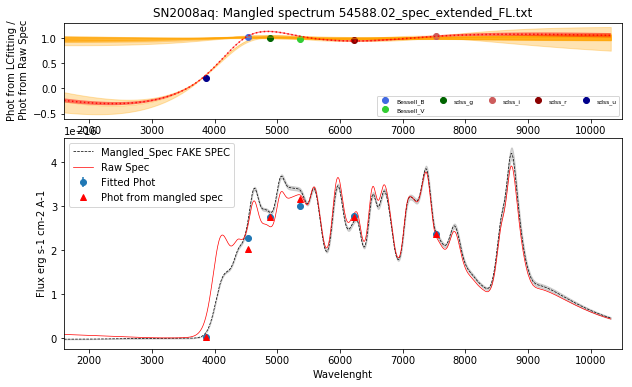 SN2008aq: Mangled spectrum 54588.02_spec_extended_FL.txt
Phot from LCfitting /
Phot from Raw Spec
1.0
0.5
0.0
−0.5
Bessell_B
Bessell_V
sdss_g
sdss_i
sdss_r
sdss_u
2000 3000 4000 5000 6000 7000 8000 9000 10000
Mangled_Spec FAKE SPEC
Raw Spec
Fitted Phot
Phot from mangled spec
Flux erg s-1 cm-2 A-1
4
3
2
1
0
2000 3000 4000 5000 6000 7000 8000 9000 10000
Wavelenght